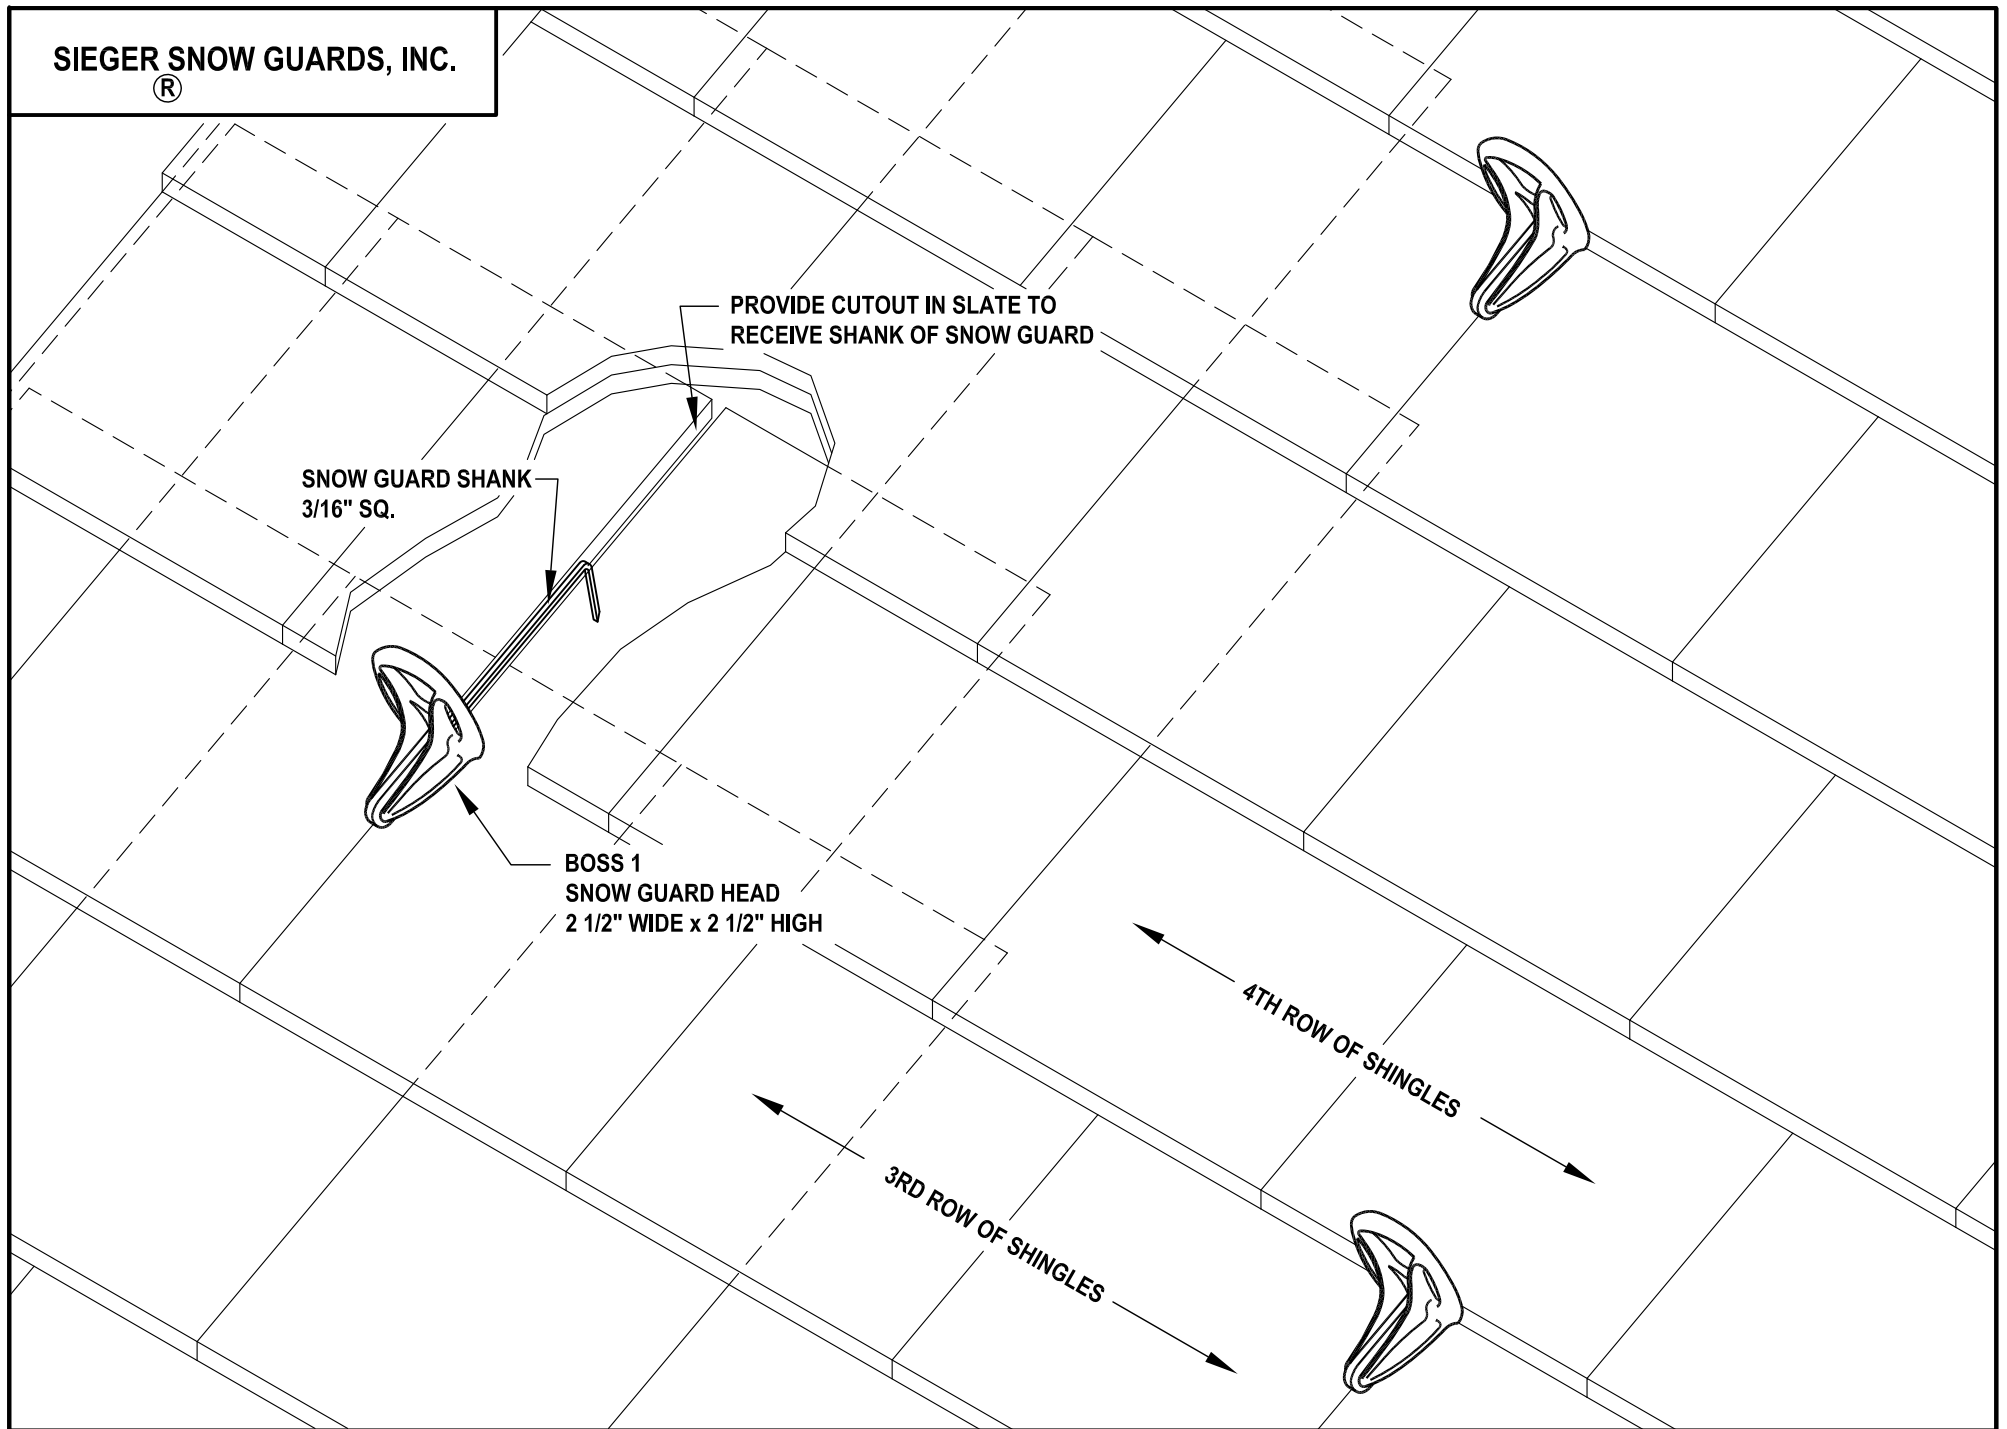 SIEGER SNOW GUARDS, INC.
®
PROVIDE CUTOUT IN SLATE TO
RECEIVE SHANK OF SNOW GUARD
SNOW GUARD SHANK
3/16" SQ.
BOSS 1
SNOW GUARD HEAD
2 1/2" WIDE x 2 1/2" HIGH
4TH ROW OF SHINGLES
3RD ROW OF SHINGLES